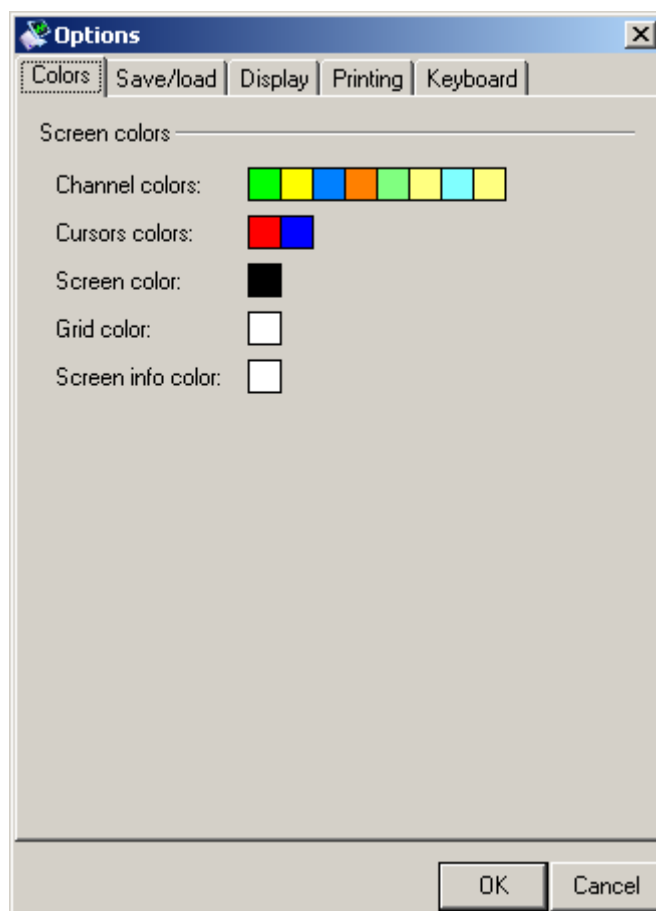 Options
Colors Save/load Display Printing Keyboard
Screen colors
Channel colors:
Cursors colors:
Screen color:
Grid color:
Screen info color:
OK Cancel